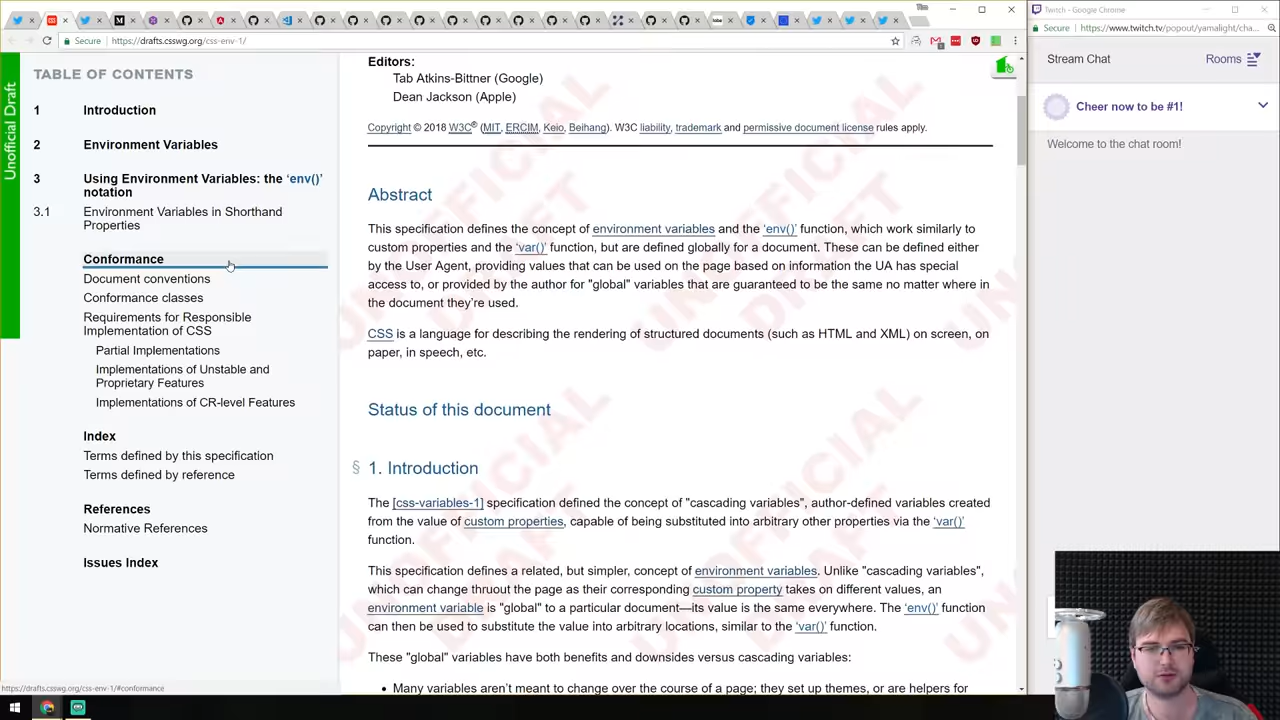 Tim
Secure
https://drafts.csswg.org/css-env-1/
Unofficial Draft
TABLE OF CONTENTS
1 Introduction
2 Environment Variables
3 Using Environment Variables: the ‘env()’
notation
3.1 Environment Variables in Shorthand
Properties
Conformance
Document conventions
Conformance classes
Requirements for Responsible
Implementation of CSS
Partial Implementations
Implementations of Unstable and
Proprietary Features
Implementations of CR-level Features
Index
Terms defined by this specification
Terms defined by reference
References
Normative References
Issues Index
https://drafts.csswg.org/css-env-1/#conformance
Editors:
Tab Atkins-Bittner (Google)
Dean Jackson (Apple)
Copyright © 2018 W3C® (MIT, ERCIM, Keio, Beihang). W3C liability, trademark and permissive document license rules apply.
Abstract
This specification defines the concept of environment variables and the ‘env()’ function, which work similarly to
custom properties and the ‘var()’ function, but are defined globally for a document. These can be defined either
by the User Agent, providing values that can be used on the page based on information the UA has special
access to, or provided by the author for "global" variables that are guaranteed to be the same no matter where in
the document they’re used.
CSS is a language for describing the rendering of structured documents (such as HTML and XML) on screen, on
paper, in speech, etc.
Status of this document
§ 1. Introduction
The [css-variables-1] specification defined the concept of "cascading variables", author-defined variables created
from the value of custom properties, capable of being substituted into arbitrary other properties via the ‘var()’
function.
This specification defines a related, but simpler, concept of environment variables. Unlike "cascading variables",
which can change thruout the page as their corresponding custom property takes on different values, an
environment variable is "global" to a particular document—its value is the same everywhere. The ‘env()’ function
can then be used to substitute the value into arbitrary locations, similar to the ‘var()’ function.
These "global" variables have both benefits and downsides versus cascading variables:
• Many variables aren’t meant to change over the course of a page; they set up themes, or are helpers for
UNOFFICIAL DRAFT
Twitch - Google Chrome
Secure
https://www.twitch.tv/popout/yamalight/cha...
Stream Chat
Rooms
Cheer now to be #1!
Welcome to the chat room!